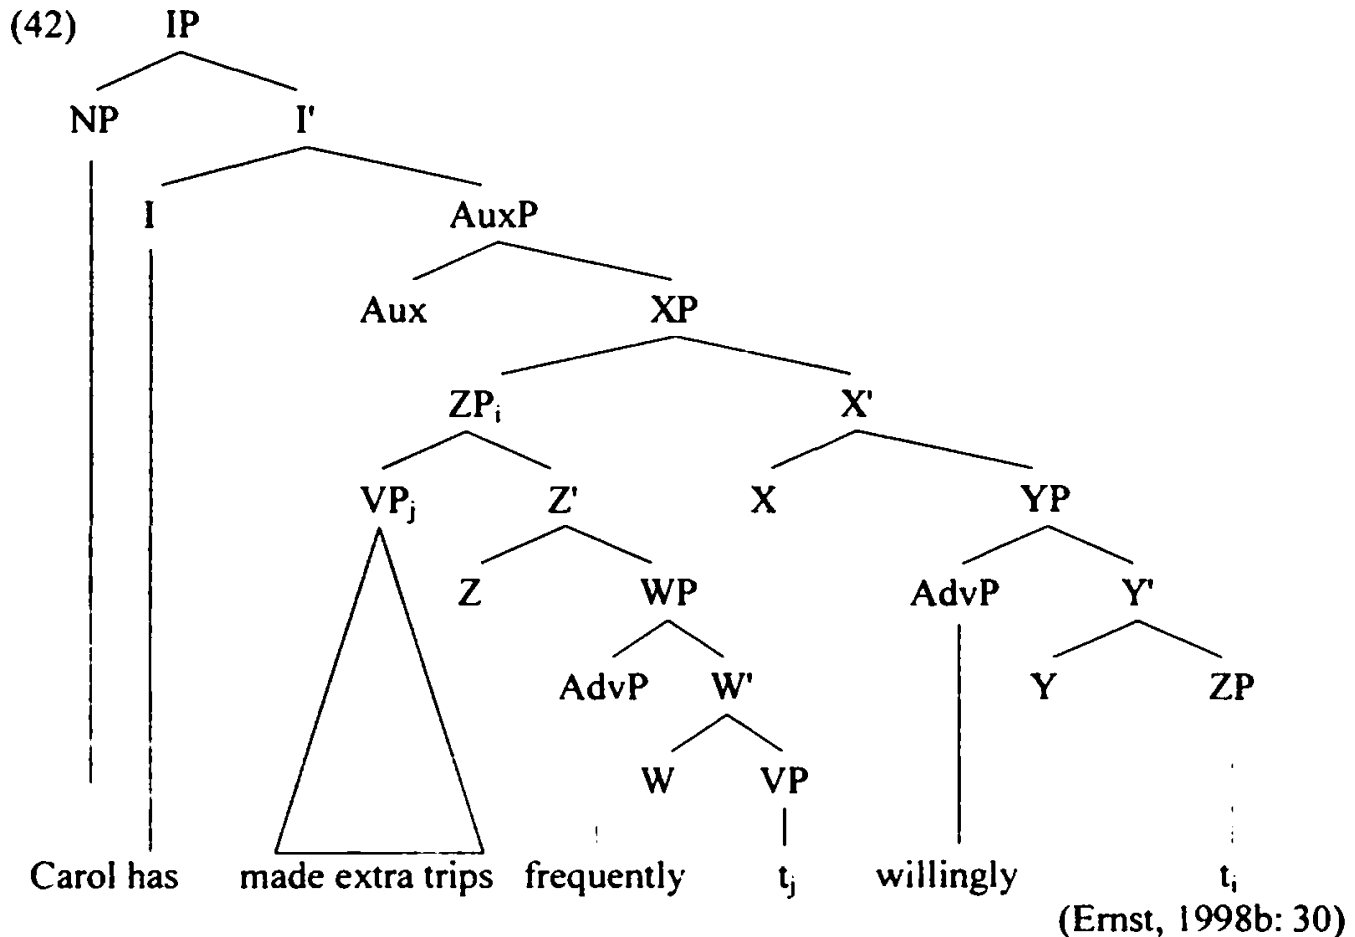 (42) IP
NP I'
I AuxP
Aux XP
ZPi X'
VPj Z' X YP
Z WP AdvP Y'
AdvP W' Y ZP
W VP
Carol has made extra trips frequently tj willingly ti
(Ernst, 1998b: 30)